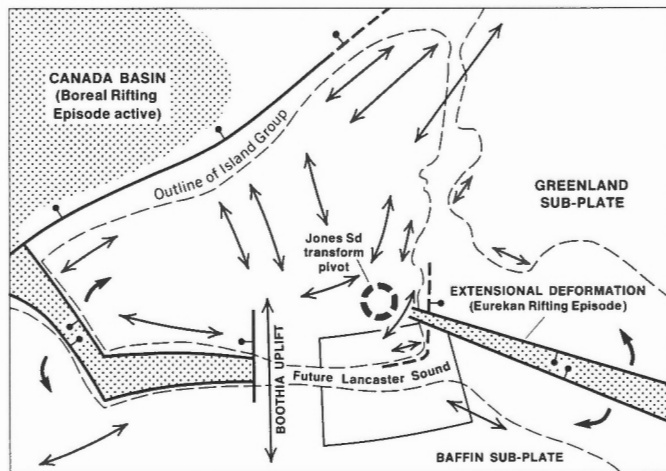 CANADA BASIN
(Boreal Rifting
Episode active)
Outline of Island Group
GREENLAND
SUB-PLATE
Jones Sd
transform
pivot
EXTENSIONAL DEFORMATION
(Eurekan Rifting Episode)
BOOTHIA UPLIFT
Future Lancaster Sound
BAFFIN SUB-PLATE